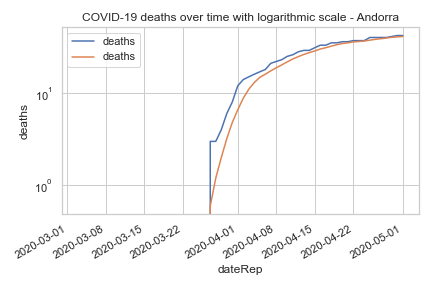 COVID-19 deaths over time with logarithmic scale - Andorra
deaths
deaths
deaths
10¹
10⁰
2020-03-01
2020-03-08
2020-03-15
2020-03-22
2020-04-01
2020-04-08
2020-04-15
2020-04-22
2020-05-01
dateRep